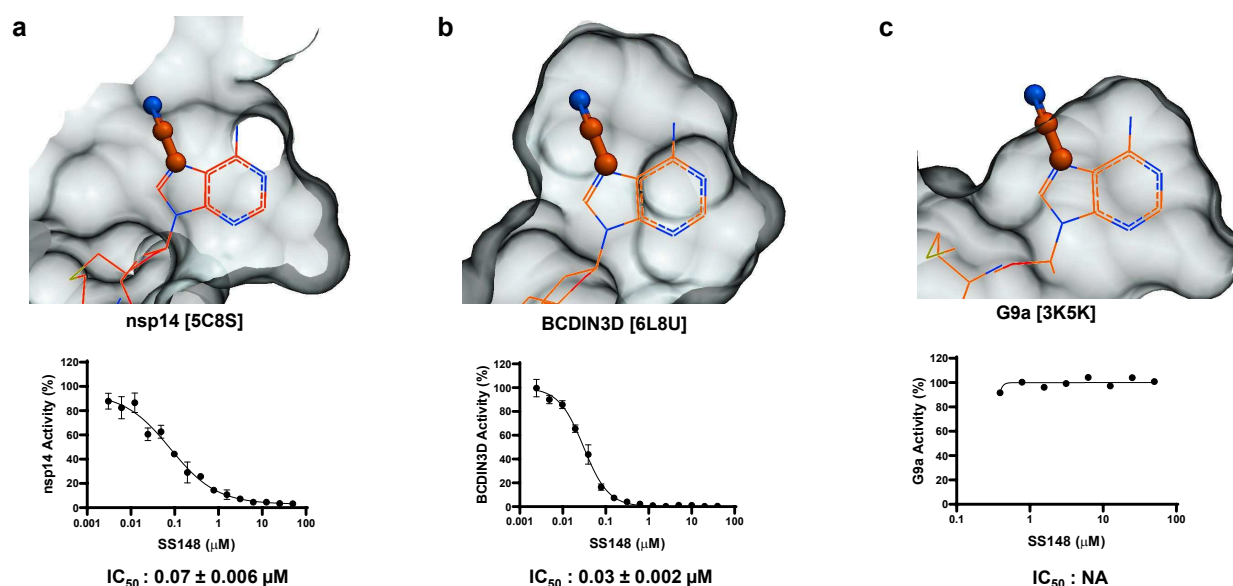 a
b
c
nsp14 [5C8S]
BCDIN3D [6L8U]
G9a [3K5K]
nsp14 Activity (%)
120
100
80
60
40
20
0
0.001
0.01
0.1
1
10
100
SS148 (μM)
IC50 : 0.07 ± 0.006 μM
BCDIN3D Activity (%)
120
100
80
60
40
20
0
0.001
0.01
0.1
1
10
100
SS148 (μM)
IC50 : 0.03 ± 0.002 μM
G9a Activity (%)
120
100
80
60
40
20
0
0.1
1
10
100
SS148 (μM)
IC50 : NA